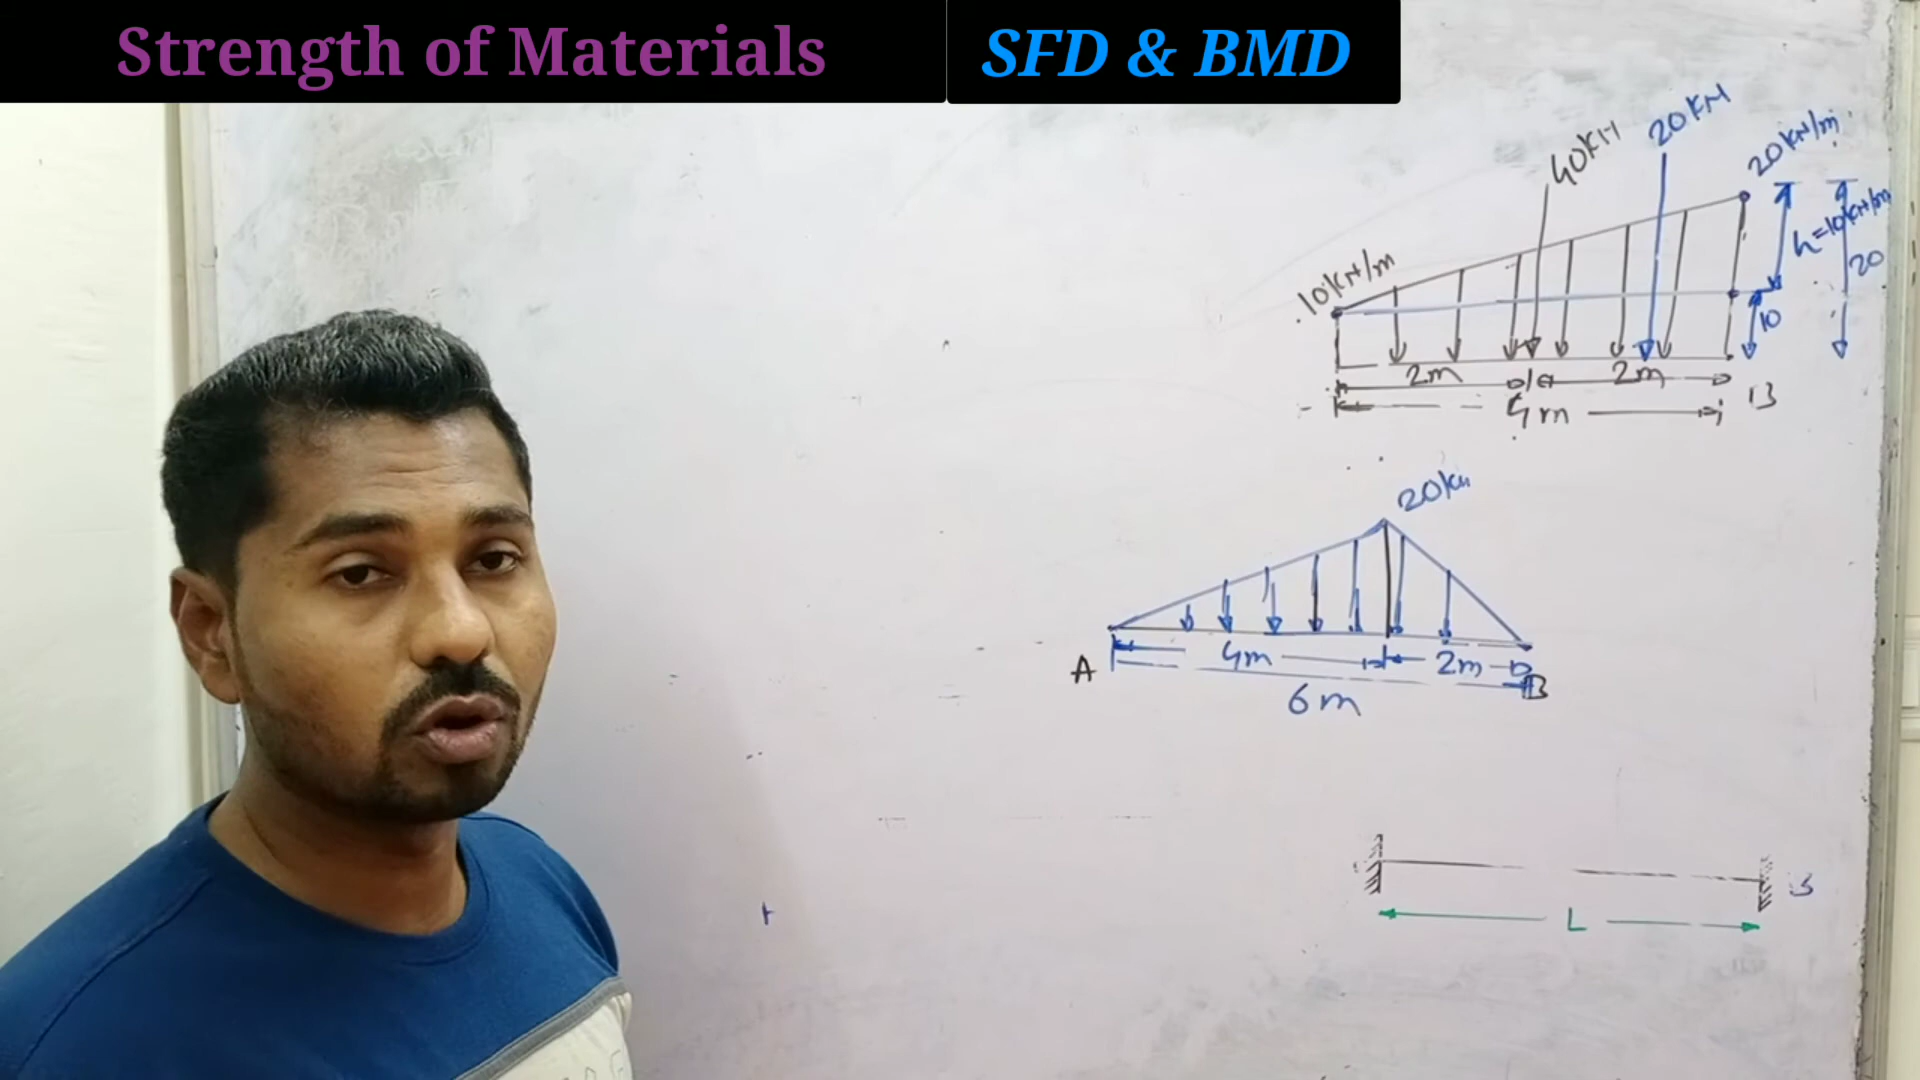 Strength of Materials
SFD & BMD
40KN
20KN
20KN/m
10KN/m
h=10KN/m
20
10
2m
2m
B
4m
20KN
4m
2m
A
B
6m
B
L